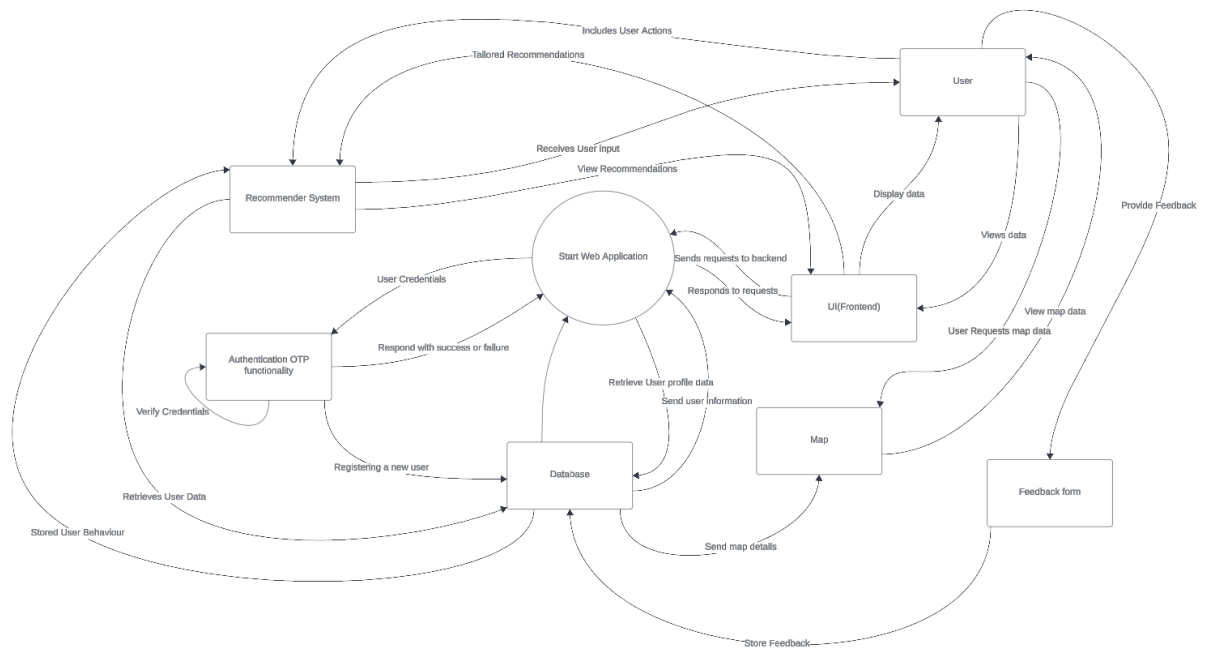 Includes User Actions
Tailored Recommendations
User
Receives User input
View Recommendations
Recommender System
Display data
Provide Feedback
Views data
Start Web Application
Sends requests to backend
User Credentials
Responds to requests
UI(Frontend)
View map data
User Requests map data
Respond with success or failure
Authentication OTP
functionality
Retrieve User profile data
Send user information
Verify Credentials
Map
Registering a new user
Database
Feedback form
Retrieves User Data
Stored User Behaviour
Send map details
Store Feedback